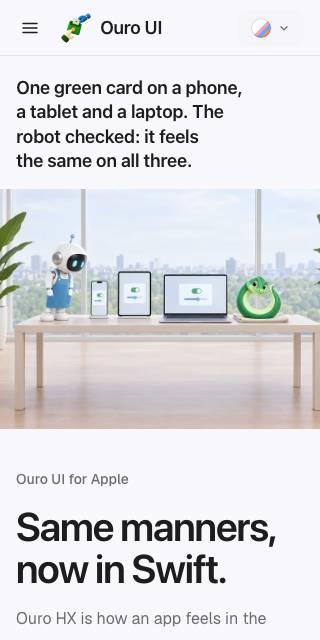 Ouro UI
One green card on a phone,
a tablet and a laptop. The
robot checked: it feels
the same on all three.
Ouro UI for Apple
Same manners,
now in Swift.
Ouro HX is how an app feels in the